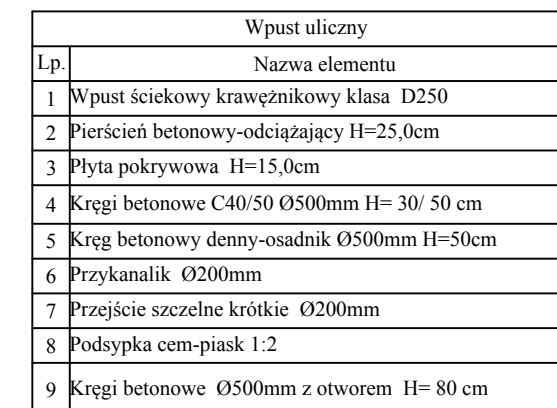 Wpust uliczny
Lp. Nazwa elementu
1 Wpust ściekowy krawężnikowy klasa D250
2 Pierścień betonowy-odciążający H=25,0cm
3 Płyta pokrywowa H=15,0cm
4 Kręgi betonowe C40/50 Ø500mm H= 30/ 50 cm
5 Kręg betonowy denny-osadnik Ø500mm H=50cm
6 Przykanalik Ø200mm
7 Przejście szczelne krótkie Ø200mm
8 Podsypka cem-piask 1:2
9 Kręgi betonowe Ø500mm z otworem H= 80 cm